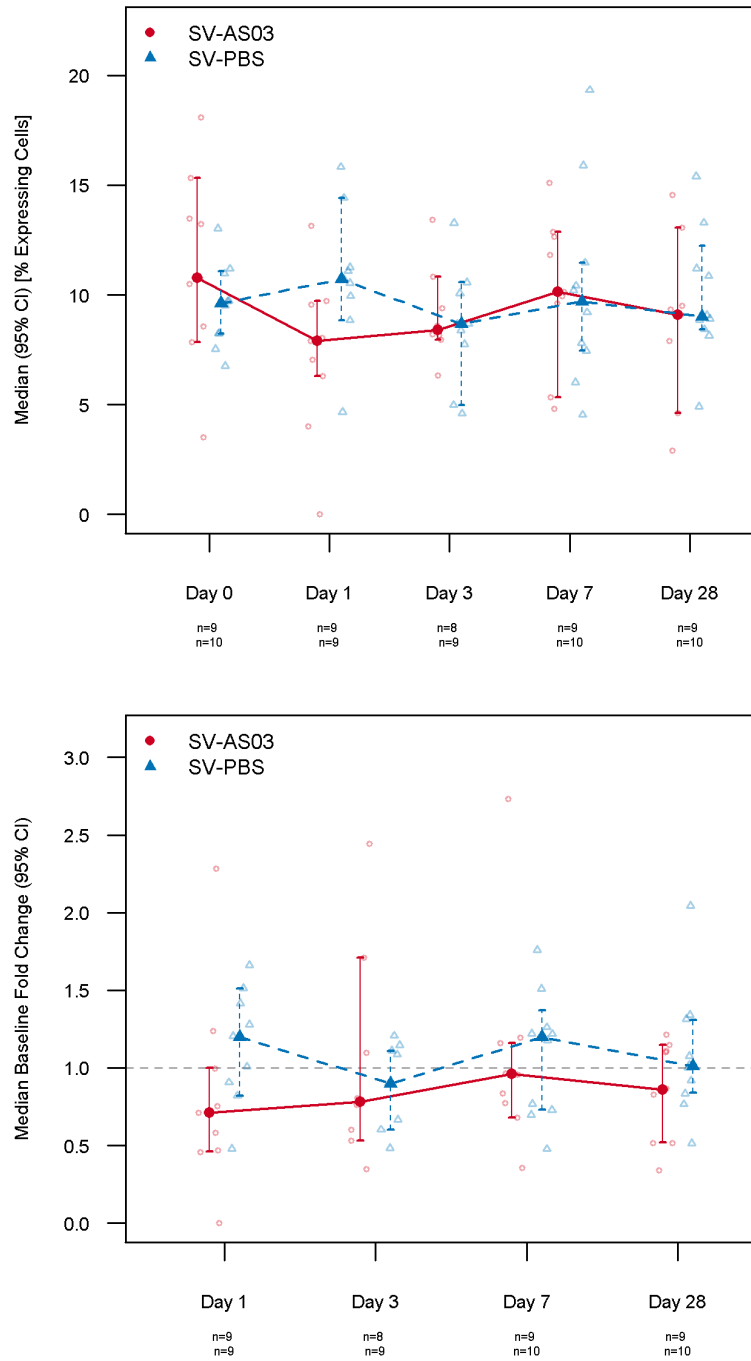 SV-AS03
SV-PBS
Median (95% CI) [% Expressing Cells]
20
15
10
5
0
Day 0 Day 1 Day 3 Day 7 Day 28
n=9 n=9 n=8 n=9 n=9
n=10 n=9 n=9 n=10 n=10
SV-AS03
SV-PBS
Median Baseline Fold Change (95% CI)
3.0
2.5
2.0
1.5
1.0
0.5
0.0
Day 1 Day 3 Day 7 Day 28
n=9 n=8 n=9 n=9
n=9 n=9 n=10 n=10